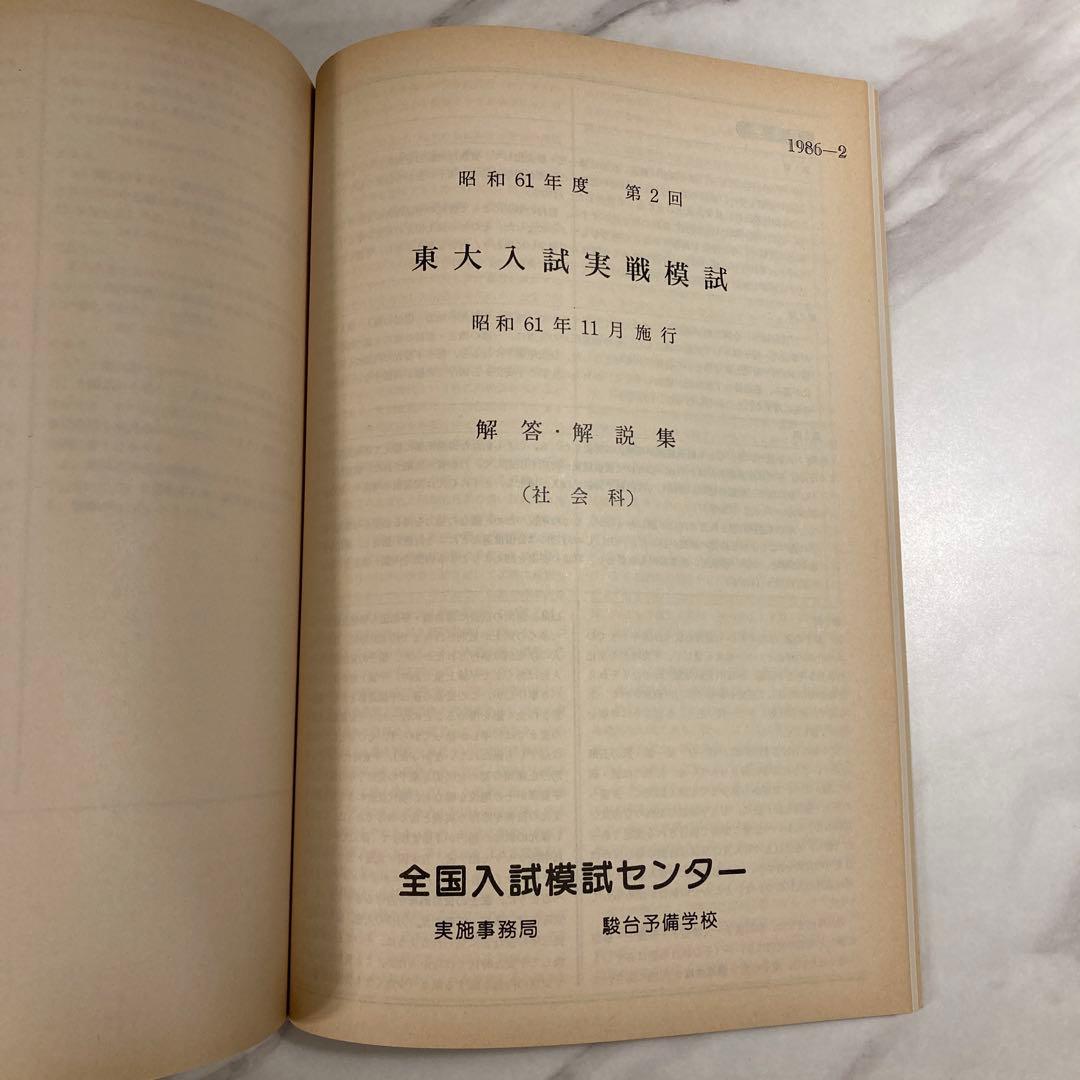 1986—2
昭和61年度 第2回
東大入試実戦模試
昭和61年11月施行
解答・解説集
（社会科）
全国入試模試センター
実施事務局 駿台予備学校